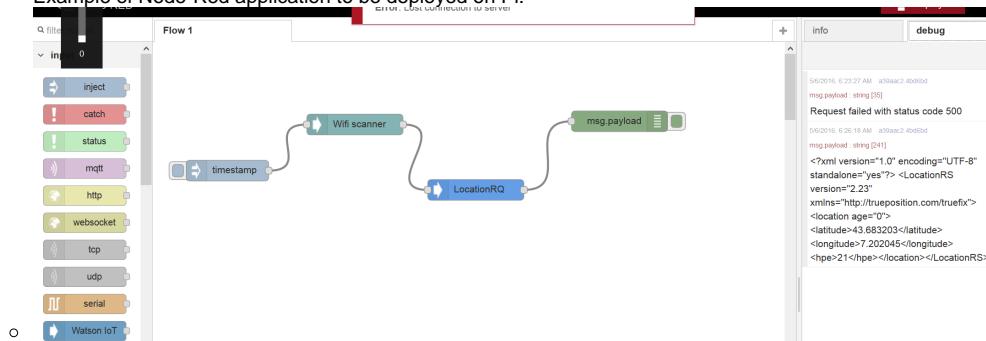 Example of Node-Red application to be deployed on Pi.
Error: Lost connection to server
0
Flow 1
+
info
debug
inject
catch
status
mqtt
http
websocket
tcp
udp
serial
Watson IoT
timestamp
Wifi scanner
LocationRQ
msg.payload
5/6/2016, 6:23:27 AM a39aac2.4bd6bd
msg.payload : string [35]
Request failed with status code 500
5/6/2016, 6:26:18 AM a39aac2.4bd6bd
msg.payload : string [241]
<?xml version="1.0" encoding="UTF-8"
standalone="yes"?> <LocationRS
version="2.23"
xmlns="http://trueposition.com/truefix">
<location age="0">
<latitude>43.683203</latitude>
<longitude>7.202045</longitude>
<hpe>21</hpe></location></LocationRS>